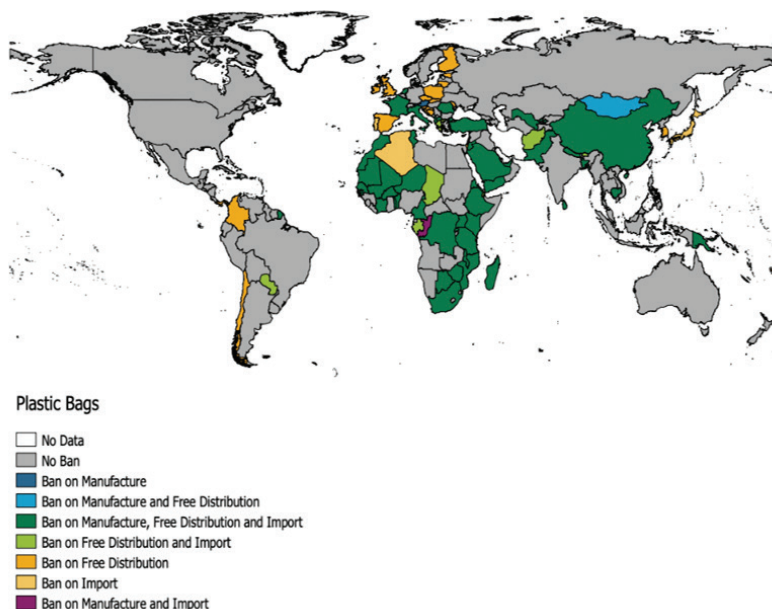 Plastic Bags
No Data
No Ban
Ban on Manufacture
Ban on Manufacture and Free Distribution
Ban on Manufacture, Free Distribution and Import
Ban on Free Distribution and Import
Ban on Free Distribution
Ban on Import
Ban on Manufacture and Import